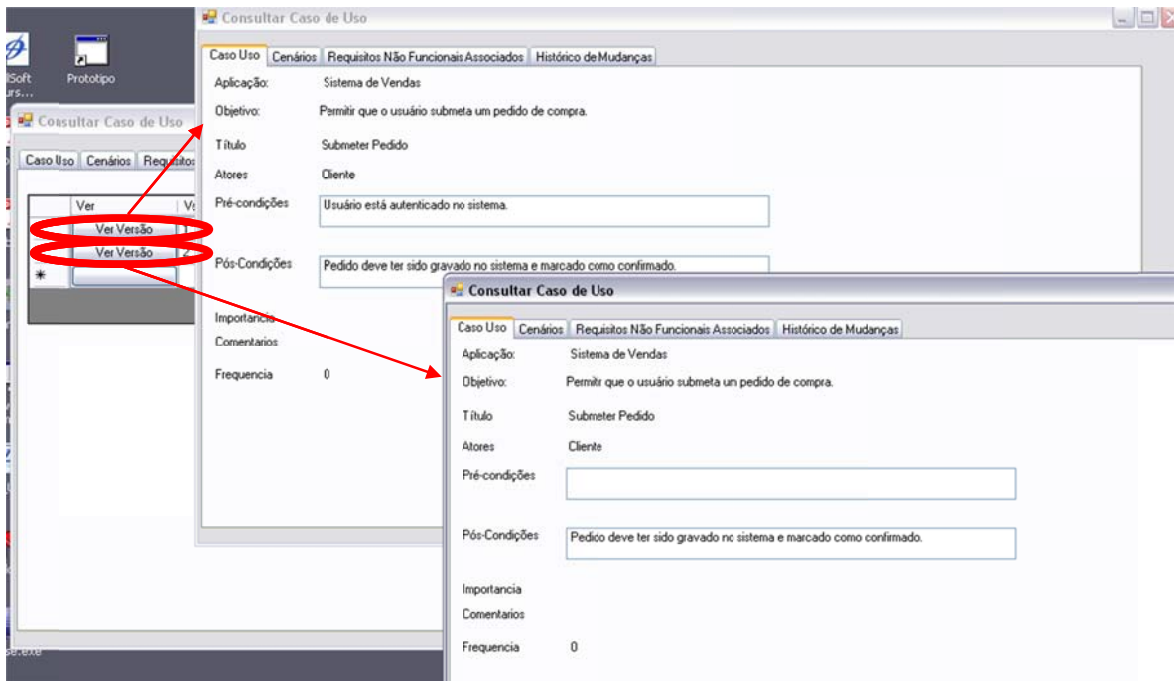 Consultar Caso de Uso
Caso Uso Cenários Requisitos Não Funcionais Associados Histórico de Mudanças
Aplicação: Sistema de Vendas
Objetivo: Permitir que o usuário submeta um pedido de compra.
Título Submeter Pedido
Atores Cliente
Pré-condições Usuário está autenticado no sistema.
Pós-Condições Pedido deve ter sido gravado no sistema e marcado como confirmado.
Importancia
Comentarios
Frequencia 0
Prototipo
Consultar Caso de Uso
Caso Uso Cenários
Ver
Ver Versão 1
Ver Versão 2
*
Consultar Caso de Uso
Caso Uso Cenários Requisitos Não Funcionais Associados Histórico de Mudanças
Aplicação: Sistema de Vendas
Objetivo: Permitir que o usuário submeta um pedido de compra.
Título Submeter Pedido
Atores Cliente
Pré-condições
Pós-Condições Pedido deve ter sido gravado no sistema e marcado como confirmado.
Importancia
Comentarios
Frequencia 0
se.exe